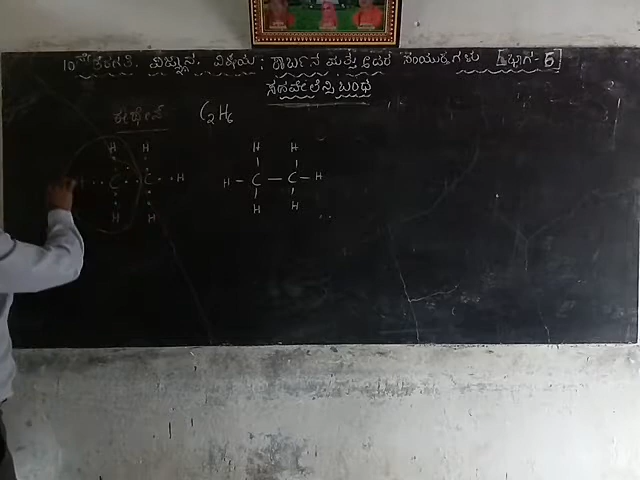 10ನೇ ತರಗತಿ. ವಿಜ್ಞಾನ. ವಿಷಯ: ಕಾರ್ಬನ ಮತ್ತು ಅದರ ಸಂಯುಕ್ತಗಳು [ಭಾಗ-5]
ಸಹವೇಲೆನ್ಸಿ ಬಂಧ
ಈಥೇನ್ C₂H₆
H H H H
C C H H - C - C - H
H H H H